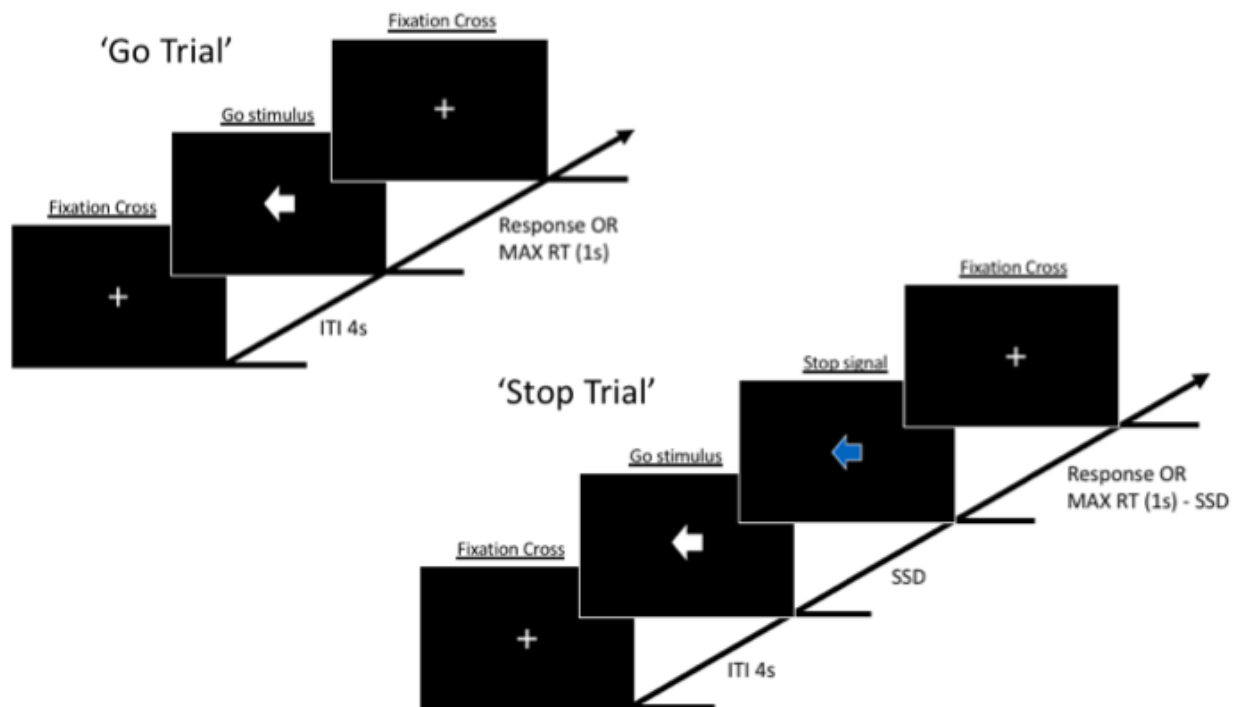 'Go Trial'
Fixation Cross
Go stimulus
Fixation Cross
ITI 4s
Response OR
MAX RT (1s)
'Stop Trial'
Fixation Cross
Go stimulus
Stop signal
Fixation Cross
ITI 4s
SSD
Response OR
MAX RT (1s) - SSD